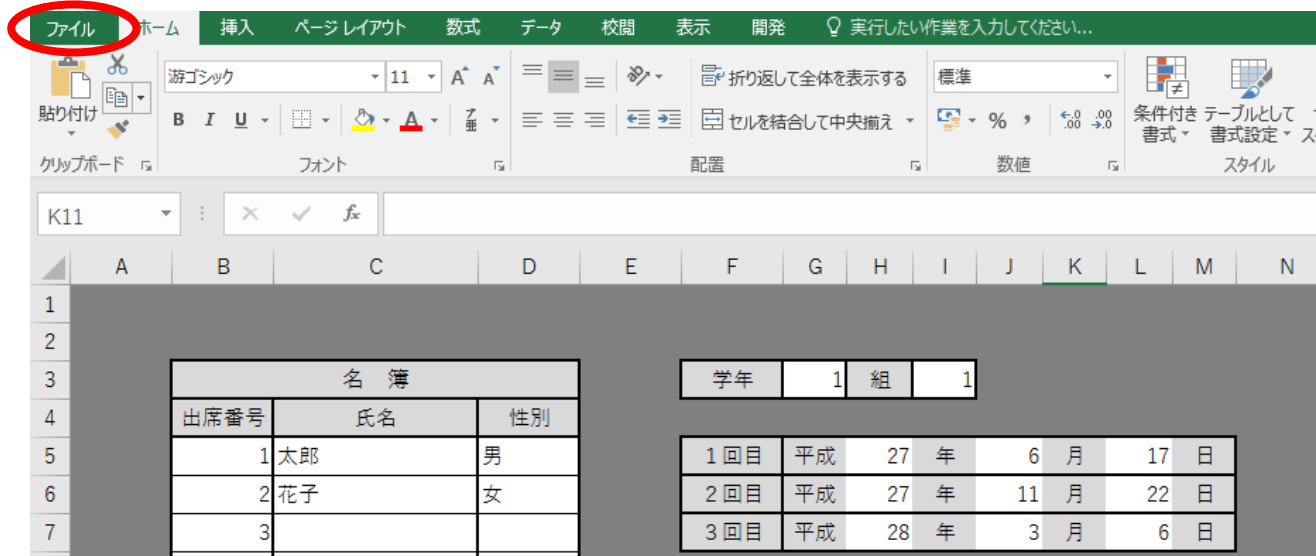 ファイル ホーム 挿入 ページ レイアウト 数式 データ 校閲 表示 開発 実行したい作業を入力してください...
游ゴシック 11 A A 折り返して全体を表示する 標準
貼り付け B I U A セルを結合して中央揃え % , .0 .00 .00 .0 条件付き書式 テーブルとして書式設定
クリップボード フォント 配置 数値 スタイル
K11 fx
A B C D E F G H I J K L M N
1
2
3 名 簿 学年 1 組 1
4 出席番号 氏名 性別
5 1 太郎 男 1回目 平成 27 年 6 月 17 日
6 2 花子 女 2回目 平成 27 年 11 月 22 日
7 3 3回目 平成 28 年 3 月 6 日